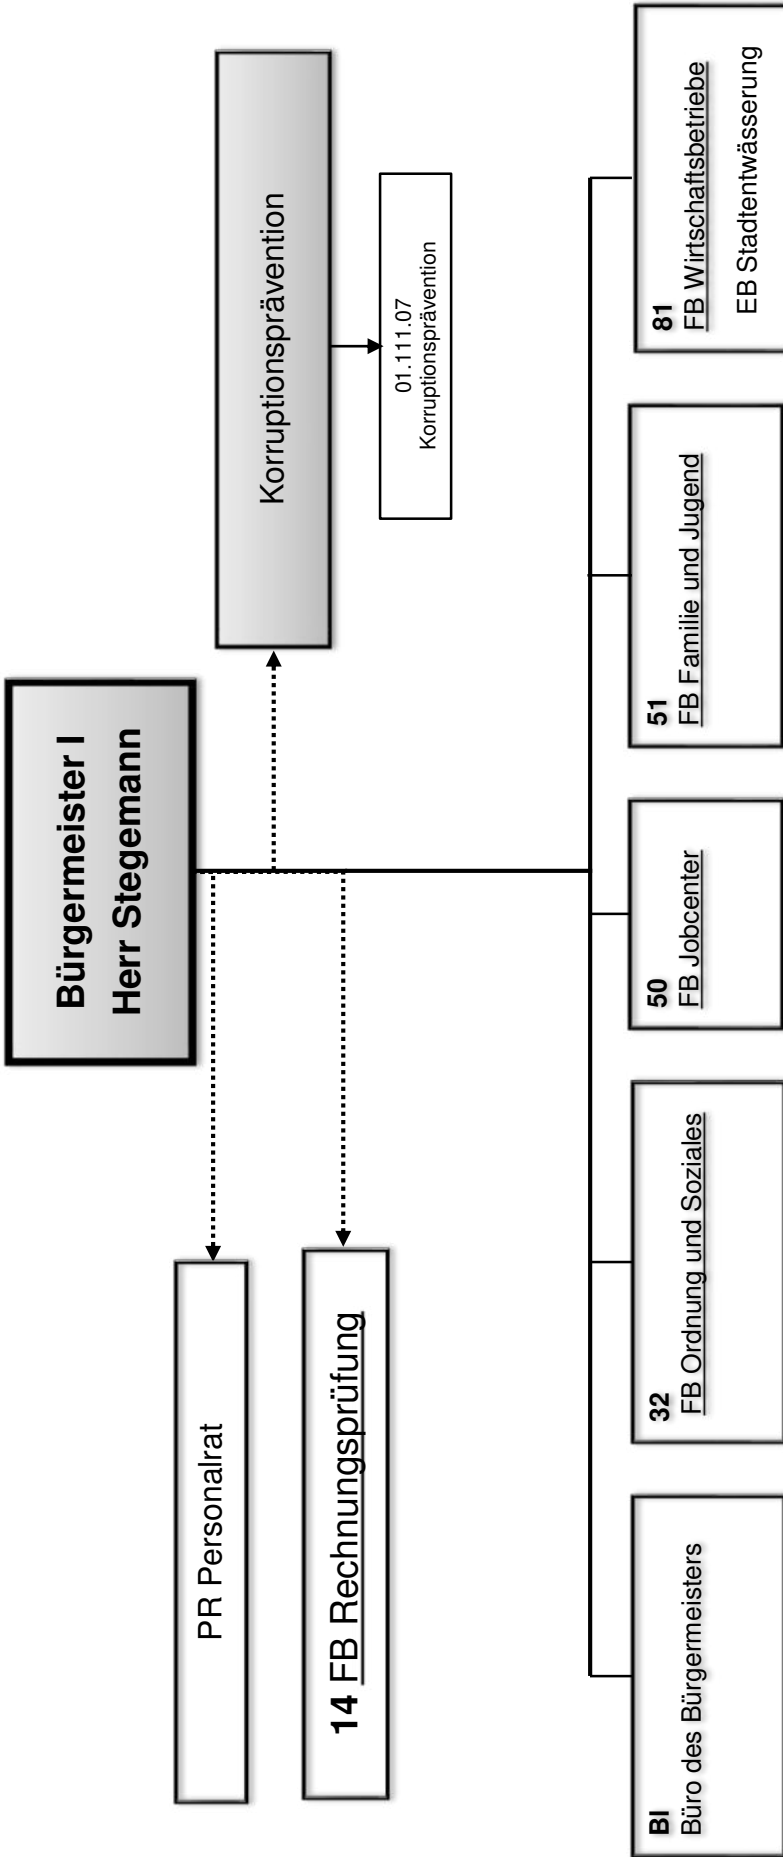 Bürgermeister I
Herr Stegemann
PR Personalrat
14 FB Rechnungsprüfung
Korruptionsprävention
01.111.07
Korruptionsprävention
BI
Büro des Bürgermeisters
32
FB Ordnung und Soziales
50
FB Jobcenter
51
FB Familie und Jugend
81
FB Wirtschaftsbetriebe
EB Stadtentwässerung